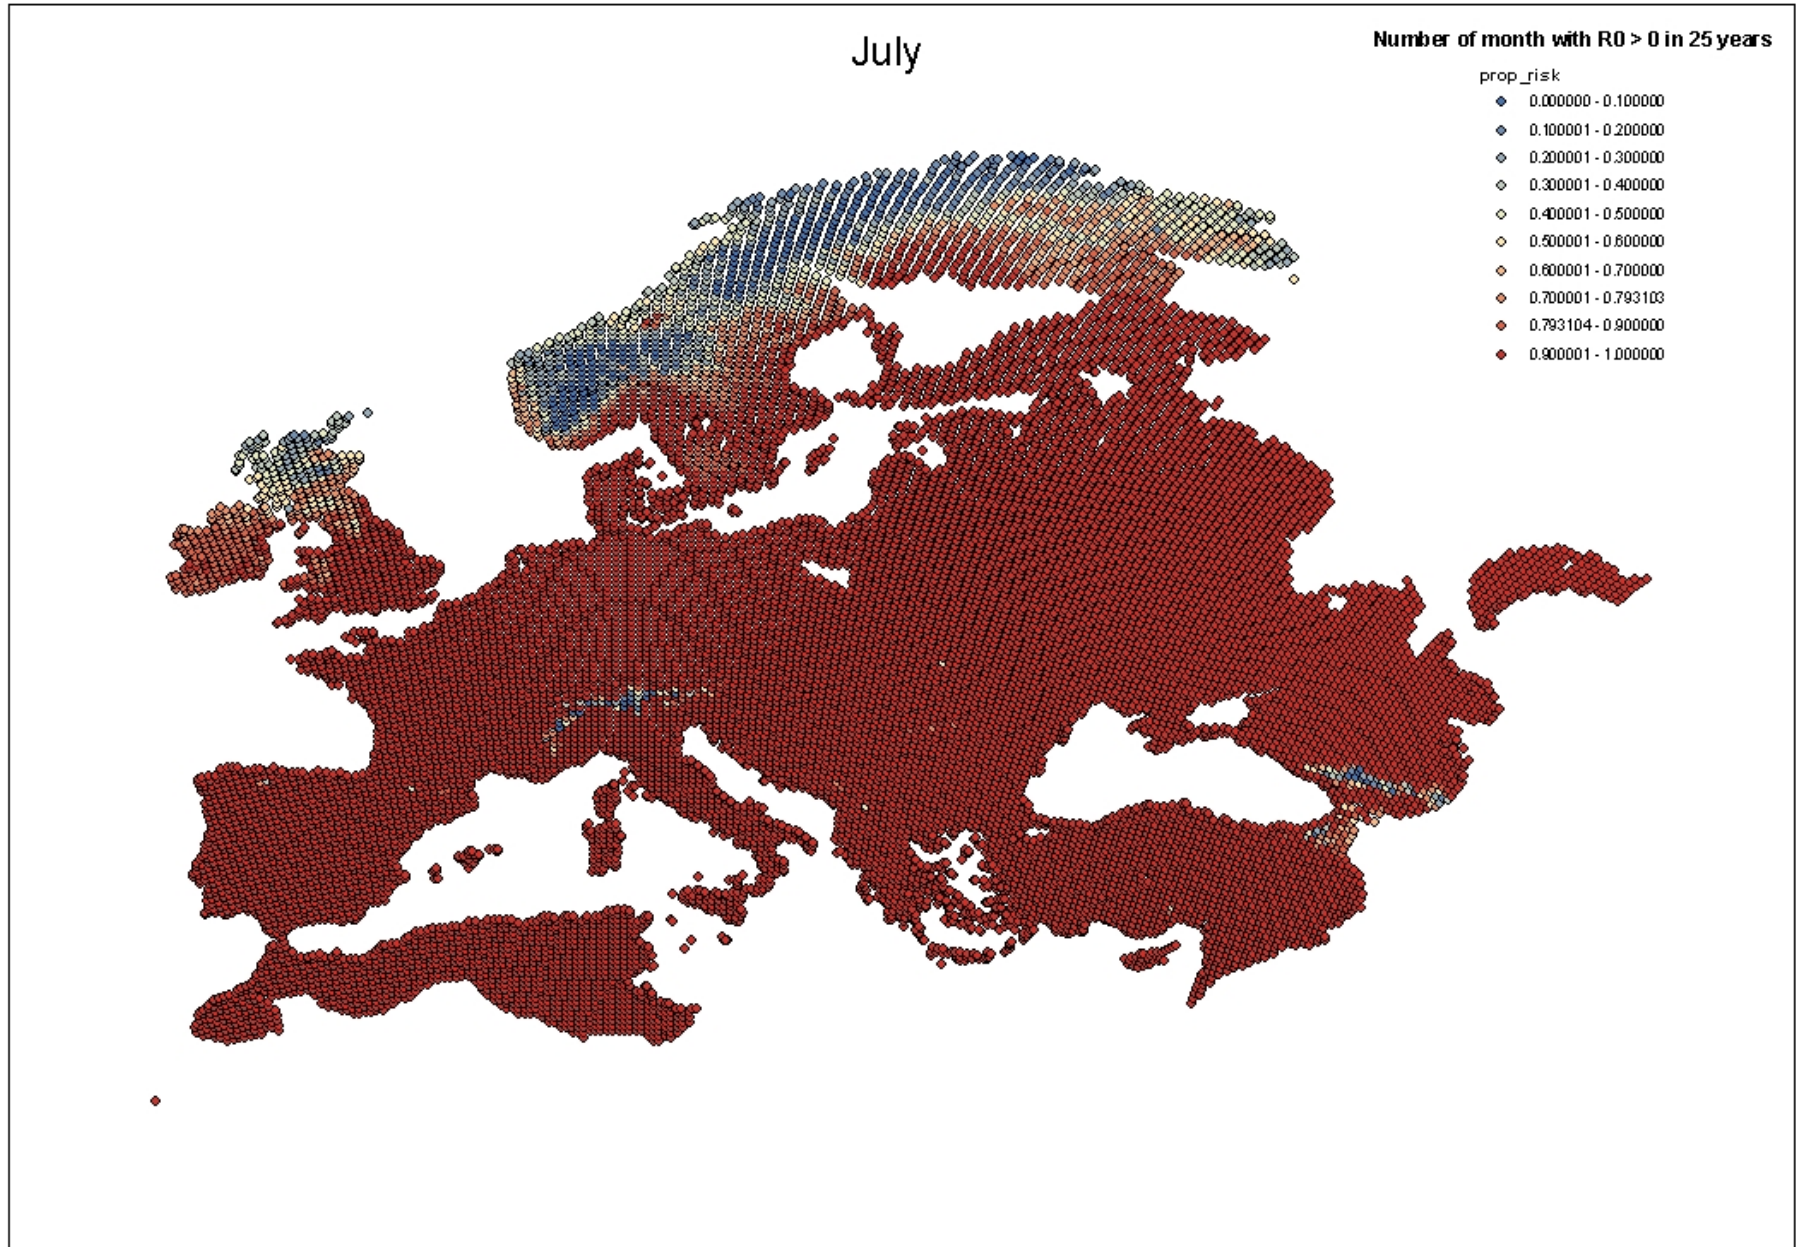 July
Number of month with R0 > 0 in 25 years
prop_risk
0.000000 - 0.100000
0.100001 - 0.200000
0.200001 - 0.300000
0.300001 - 0.400000
0.400001 - 0.500000
0.500001 - 0.600000
0.600001 - 0.700000
0.700001 - 0.793103
0.793104 - 0.900000
0.900001 - 1.000000